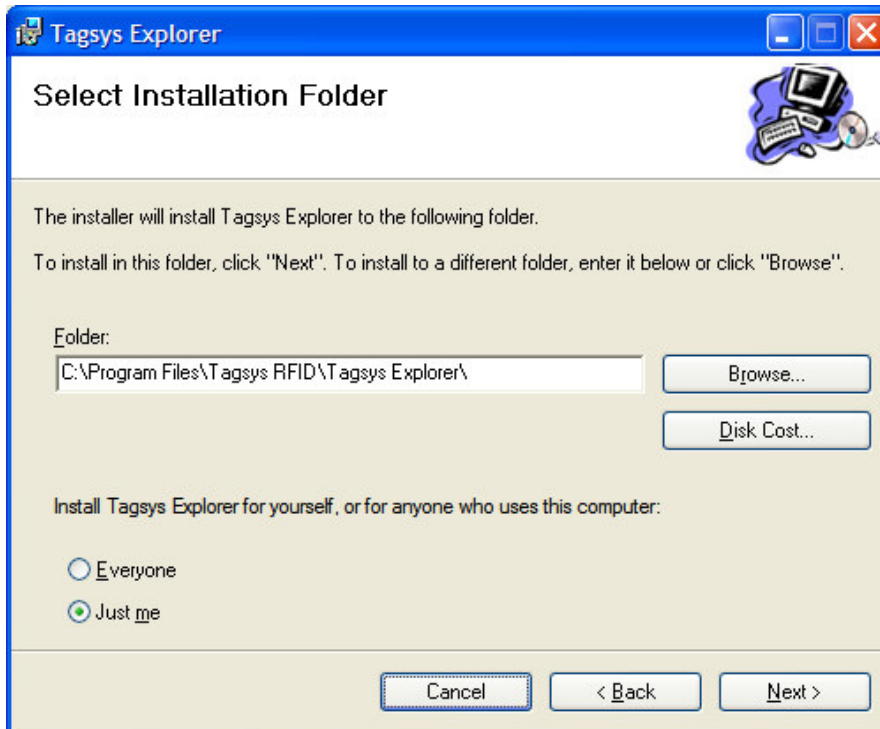 Tagsys Explorer
Select Installation Folder
The installer will install Tagsys Explorer to the following folder.
To install in this folder, click "Next". To install to a different folder, enter it below or click "Browse".
Folder:
C:\Program Files\Tagsys RFID\Tagsys Explorer\
Browse...
Disk Cost...
Install Tagsys Explorer for yourself, or for anyone who uses this computer:
Everyone
Just me
Cancel
< Back
Next >